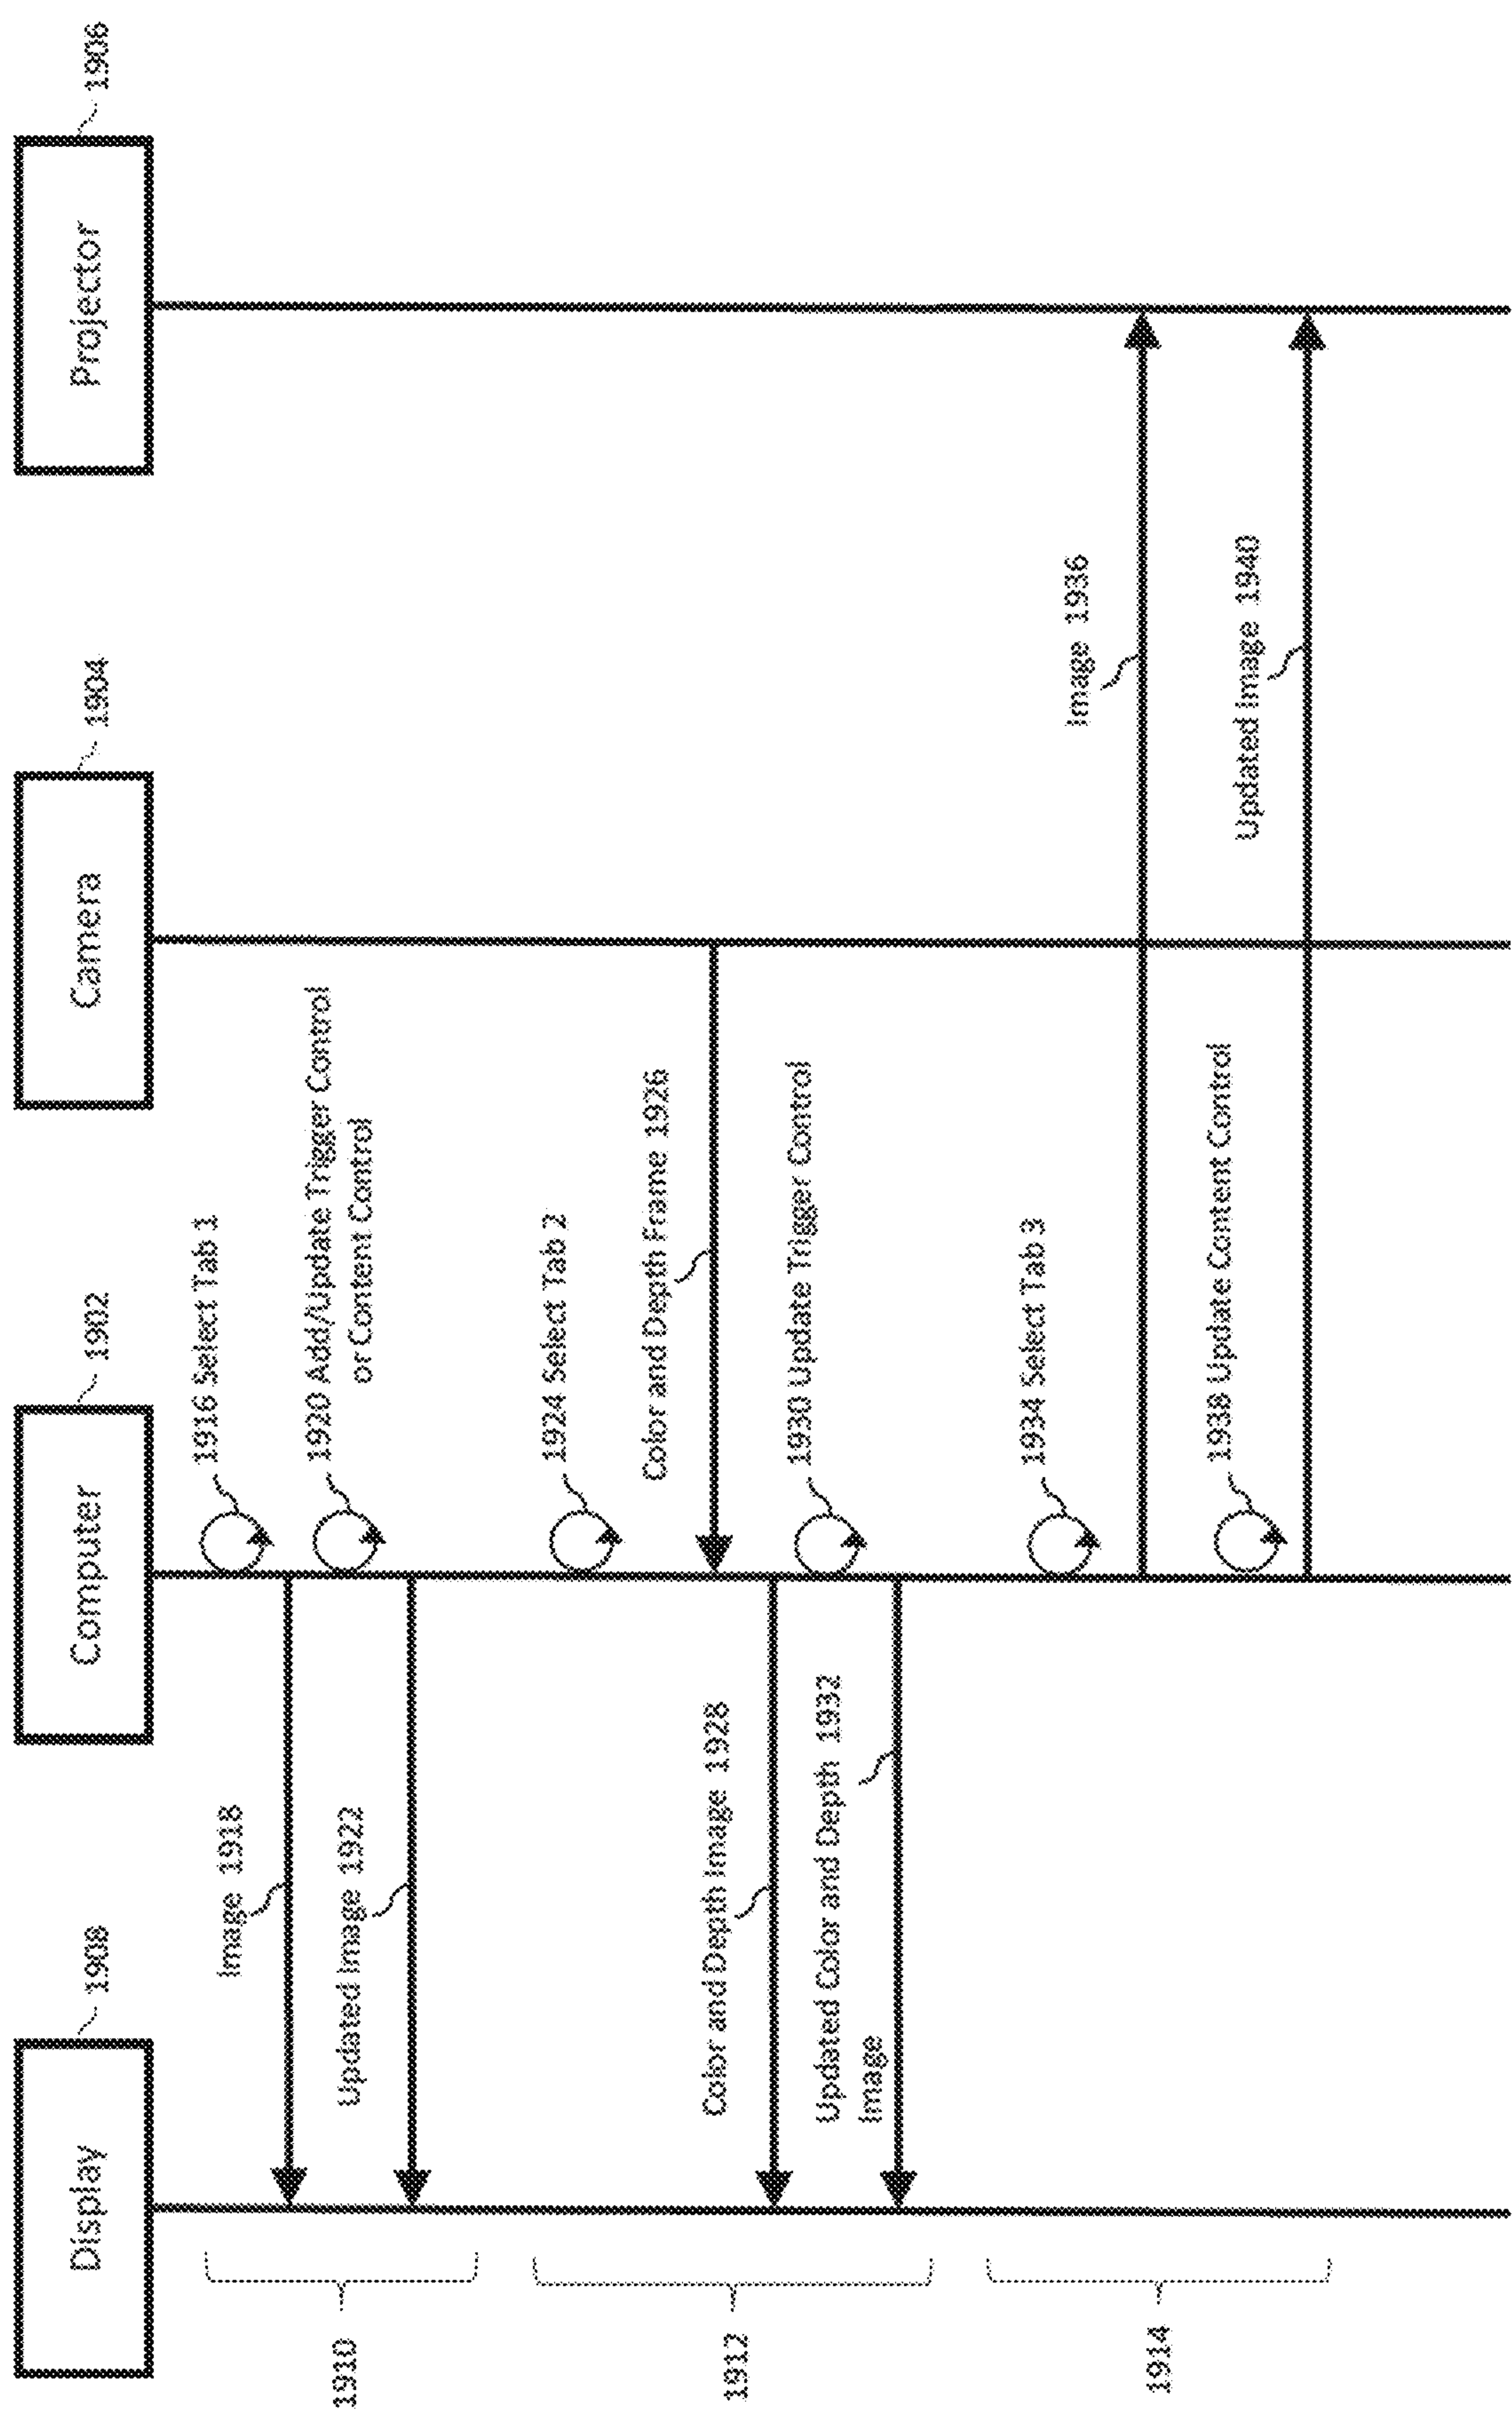 Display
1908
Computer
1902
Camera
1904
Projector
1906
1910
1916 Select Tab 1
Image 1918
1920 Add/Update Trigger Control
or Content Control
Updated Image 1922
1912
1924 Select Tab 2
Color and Depth Frame 1926
Color and Depth Image 1928
1930 Update Trigger Control
Updated Color and Depth 1932
Image
1914
1934 Select Tab 3
Image 1936
1938 Update Content Control
Updated Image 1940